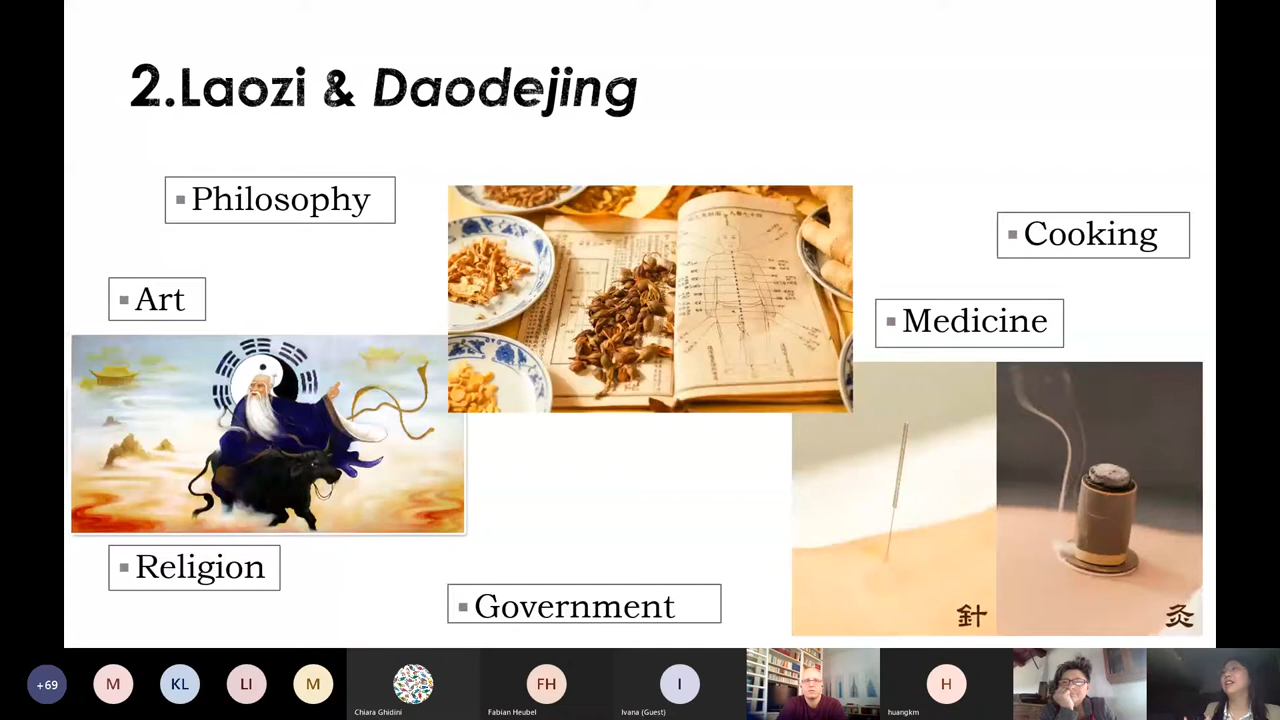 2.Laozi & Daodejing
Philosophy
Cooking
Art
Medicine
Religion
Government
針
灸
+69
M
KL
LI
M
Chiara Ghidini
FH
Fabian Heubel
I
Ivana (Guest)
H
huangkm